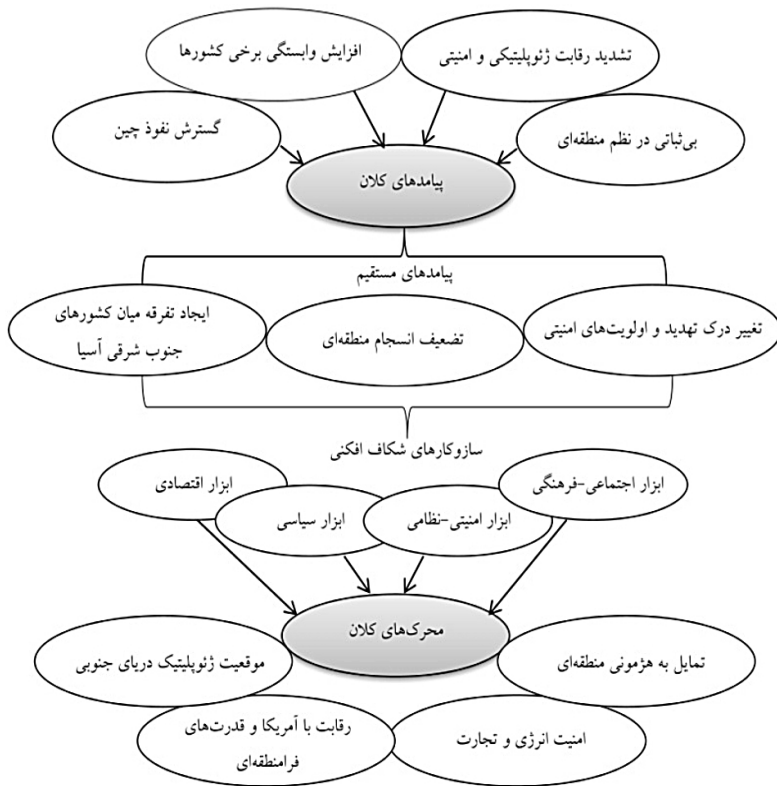 تشدید رقابت ژئوپلیتیکی و امنیتی
افزایش وابستگی برخی کشورها
بی‌ثباتی در نظم منطقه‌ای
گسترش نفوذ چین
پیامدهای کلان
پیامدهای مستقیم
تغییر درک تهدید و اولویت‌های امنیتی
تضعیف انسجام منطقه‌ای
ایجاد تفرقه میان کشورهای
جنوب شرقی آسیا
سازوکارهای شکاف افکنی
ابزار اجتماعی-فرهنگی
ابزار امنیتی-نظامی
ابزار سیاسی
ابزار اقتصادی
محرک‌های کلان
تمایل به هژمونی منطقه‌ای
موقعیت ژئوپلیتیک دریای جنوبی
امنیت انرژی و تجارت
رقابت با آمریکا و قدرت‌های
فرامنطقه‌ای